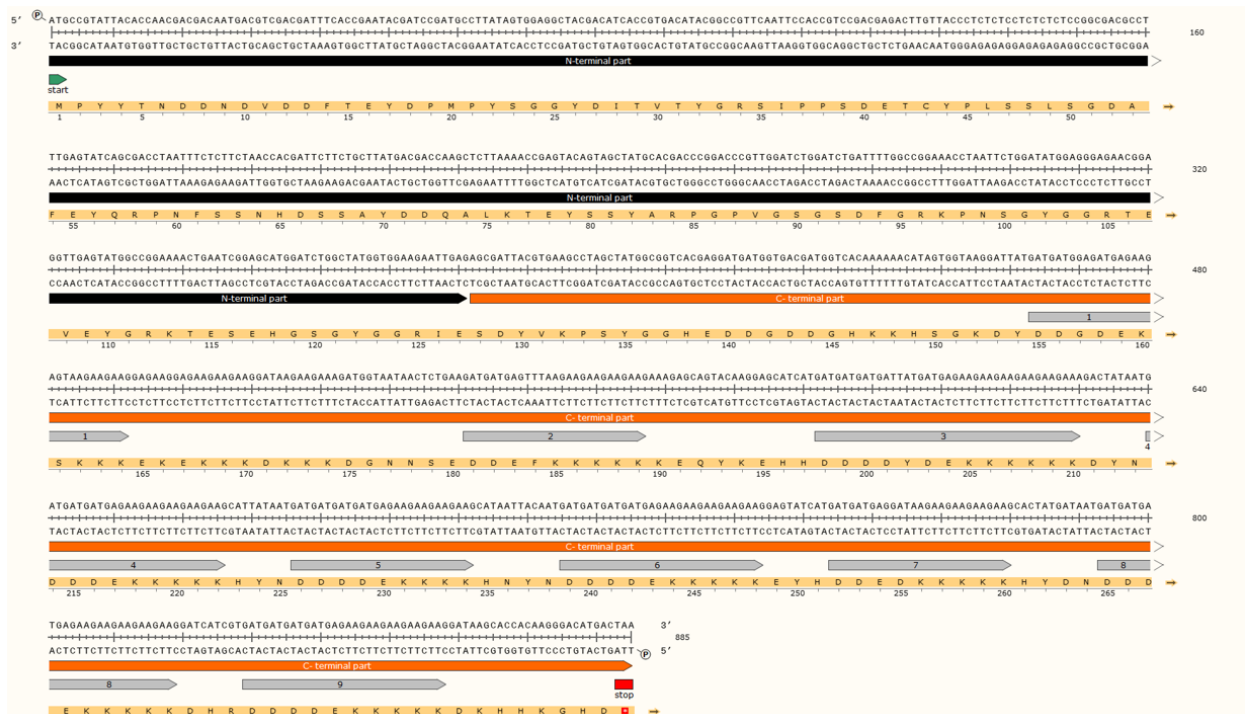 5' P ATGCCGTATTACACCAACGACGACAATGACGTCGACGATTTCACCGAATACGATCCGATGCCTTATAGTGGAGGCTACGACATCACCGTGACATACGGCCGTTCAATTCCACCGTCCGACGAGACTTGTTACCCTCTCTCCTCTCTCTCCGGCGACGCCT
160
3' TACGGCATAATGTGGTTGCTGCTGTTACTGCAGCTGCTAAAGTGGCTTATGCTAGGCTACGGAATATCACCTCCGATGCTGTAGTGGCACTGTATGCCGGCAAGTTAAGGTGGCAGGCTGCTCTGAACAATGGGAGAGAGGAGAGAGAGGCCGCTGCGGA
N-terminal part
start
M P Y Y T N D D N D V D D F T E Y D P M P Y S G G Y D I T V T Y G R S I P P S D E T C Y P L S S L S G D A
1 5 10 15 20 25 30 35 40 45 50
TTGAGTATCAGCGACCTAATTTCTCTTCTAACCACGATTCTTCTGCTTATGACGACCAAGCTCTTAAAACCGAGTACAGTAGCTATGCACGACCCGGACCCGTTGGATCTGGATCTGATTTTGGCCGGAAACCTAATTCTGGATATGGAGGGAGAACGGA
320
AACTCATAGTCGCTGGATTAAAGAGAAGATTGGTGCTAAGAAGACGAATACTGCTGGTTCGAGAATTTTGGCTCATGTCATCGATACGTGCTGGGCCTGGGCAACCTAGACCTAGACTAAAACCGGCCTTTGGATTAAGACCTATACCTCCCTCTTGCCT
N-terminal part
F E Y Q R P N F S S N H D S S A Y D D Q A L K T E Y S S Y A R P G P V G S G S D F G R K P N S G Y G G R T E
55 60 65 70 75 80 85 90 95 100 105
GGTTGAGTATGGCCGGAAAACTGAATCGGAGCATGGATCTGGCTATGGTGGAAGAATTGAGAGCGATTACGTGAAGCCTAGCTATGGCGGTCACGAGGATGATGGTGACGATGGTCACAAAAAACATAGTGGTAAGGATTATGATGATGGAGATGAGAAG
480
CCAACTCATACCGGCCTTTTGACTTAGCCTCGTACCTAGACCGATACCACCTTCTTAACTCTCGCTAATGCACTTCGGATCGATACCGCCAGTGCTCCTACTACCACTGCTACCAGTGTTTTTTGTATCACCATTCCTAATACTACTACCTCTACTCTTC
N-terminal part C- terminal part
1
V E Y G R K T E S E H G S G Y G G R I E S D Y V K P S Y G G H E D D G D D G H K K H S G K D Y D D G D E K
110 115 120 125 130 135 140 145 150 155 160
AGTAAGAAGAAGGAGAAGGAGAAGAAGAAGGATAAGAAGAAAGATGGTAATAACTCTGAAGATGATGAGTTTAAGAAGAAGAAGAAGAAAGAGCAGTACAAGGAGCATCATGATGATGATGATTATGATGAGAAGAAGAAGAAGAAAGACTATAATG
640
TCATTCTTCTTCCTCTTCCTCTTCTTCTTCCTATTCTTCTTTCTACCATTATTGAGACTTCTACTACTCAAATTCTTCTTCTTCTTCTTTCTCGTCATGTTCCTCGTAGTACTACTACTACTAATACTACTCTTCTTCTTCTTCTTTCTGATATTAC
C- terminal part
1 2 3 4
S K K K E K E K K K D K K K D G N N S E D D E F K K K K K K E Q Y K E H H D D D D Y D E K K K K K D Y N
165 170 175 180 185 190 195 200 205 210
ATGATGATGAGAAGAAGAAGAAGAAGCATTATAATGATGATGATGATGAGAAGAAGAAGAAGCATAATTACAATGATGATGATGATGAGAAGAAGAAGAAGAAGGAGTATCATGATGATGAGGATAAGAAGAAGAAGAAGCACTATGATAATGATGATGA
800
TACTACTACTCTTCTTCTTCTTCTTCGTAATATTACTACTACTACTACTCTTCTTCTTCTTCGTATTAATGTTACTACTACTACTACTCTTCTTCTTCTTCTTCCTCATAGTACTACTACTCCTATTCTTCTTCTTCTTCGTGATACTATTACTACTACT
C- terminal part
4 5 6 7 8
D D D E K K K K K H Y N D D D D E K K K K H N Y N D D D D E K K K K K E Y H D D E D K K K K K H Y D N D D D
215 220 225 230 235 240 245 250 255 260 265
TGAGAAGAAGAAGAAGAAGGATCATCGTGATGATGATGATGAGAAGAAGAAGAAGAAGGATAAGCACCACAAGGGACATGACTAA 3'
885
ACTCTTCTTCTTCTTCTTCCTAGTAGCACTACTACTACTACTCTTCTTCTTCTTCTTCCTATTCGTGGTGTTCCCTGTACTGATT P 5'
C- terminal part
8 9
stop
E K K K K K D H R D D D D E K K K K K D K H H K G H D *